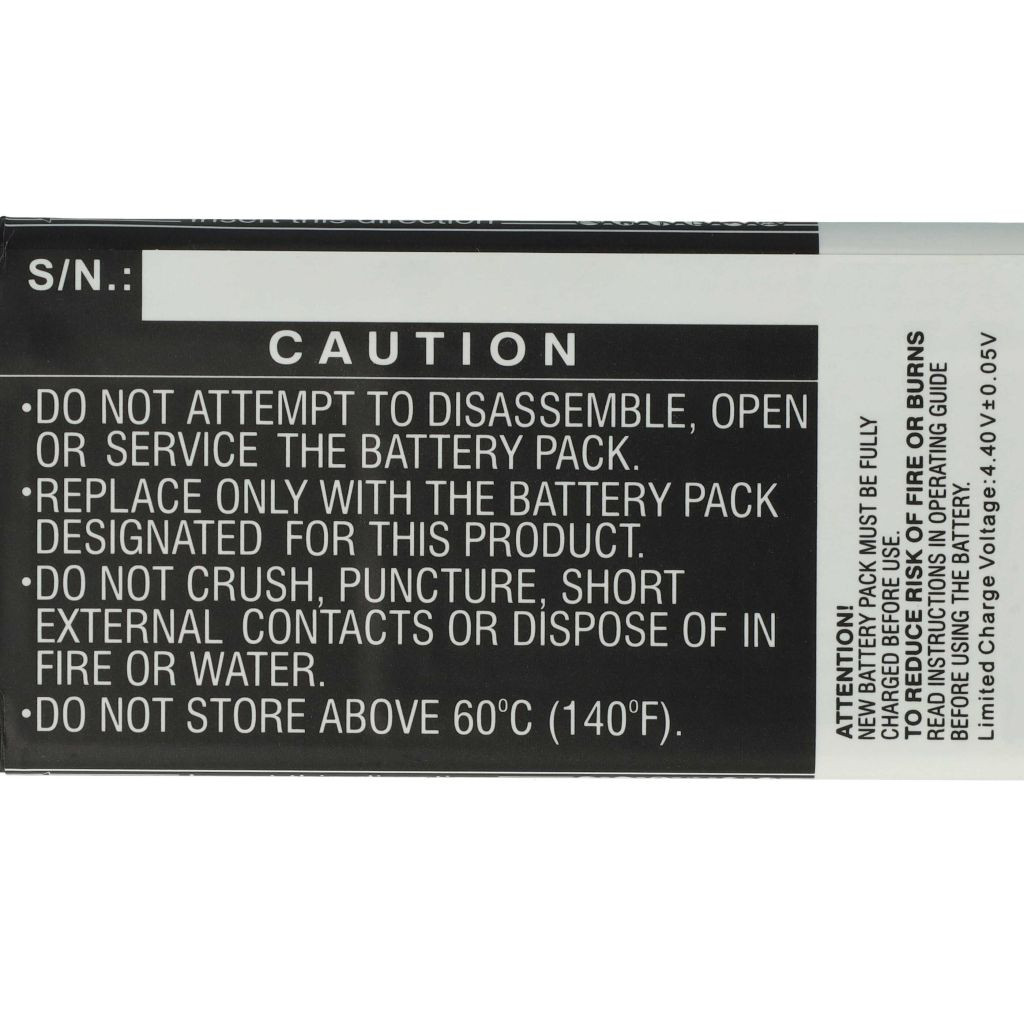 insert this direction
S/N.:
CAUTION
•DO NOT ATTEMPT TO DISASSEMBLE, OPEN
OR SERVICE THE BATTERY PACK.
•REPLACE ONLY WITH THE BATTERY PACK
DESIGNATED FOR THIS PRODUCT.
•DO NOT CRUSH, PUNCTURE, SHORT
EXTERNAL CONTACTS OR DISPOSE OF IN
FIRE OR WATER.
•DO NOT STORE ABOVE 60°C (140°F).
ATTENTION!
NEW BATTERY PACK MUST BE FULLY
CHARGED BEFORE USE.
TO REDUCE RISK OF FIRE OR BURNS
READ INSTRUCTIONS IN OPERATING GUIDE
BEFORE USING THE BATTERY.
Limited Charge Voltage:4.40V±0.05V